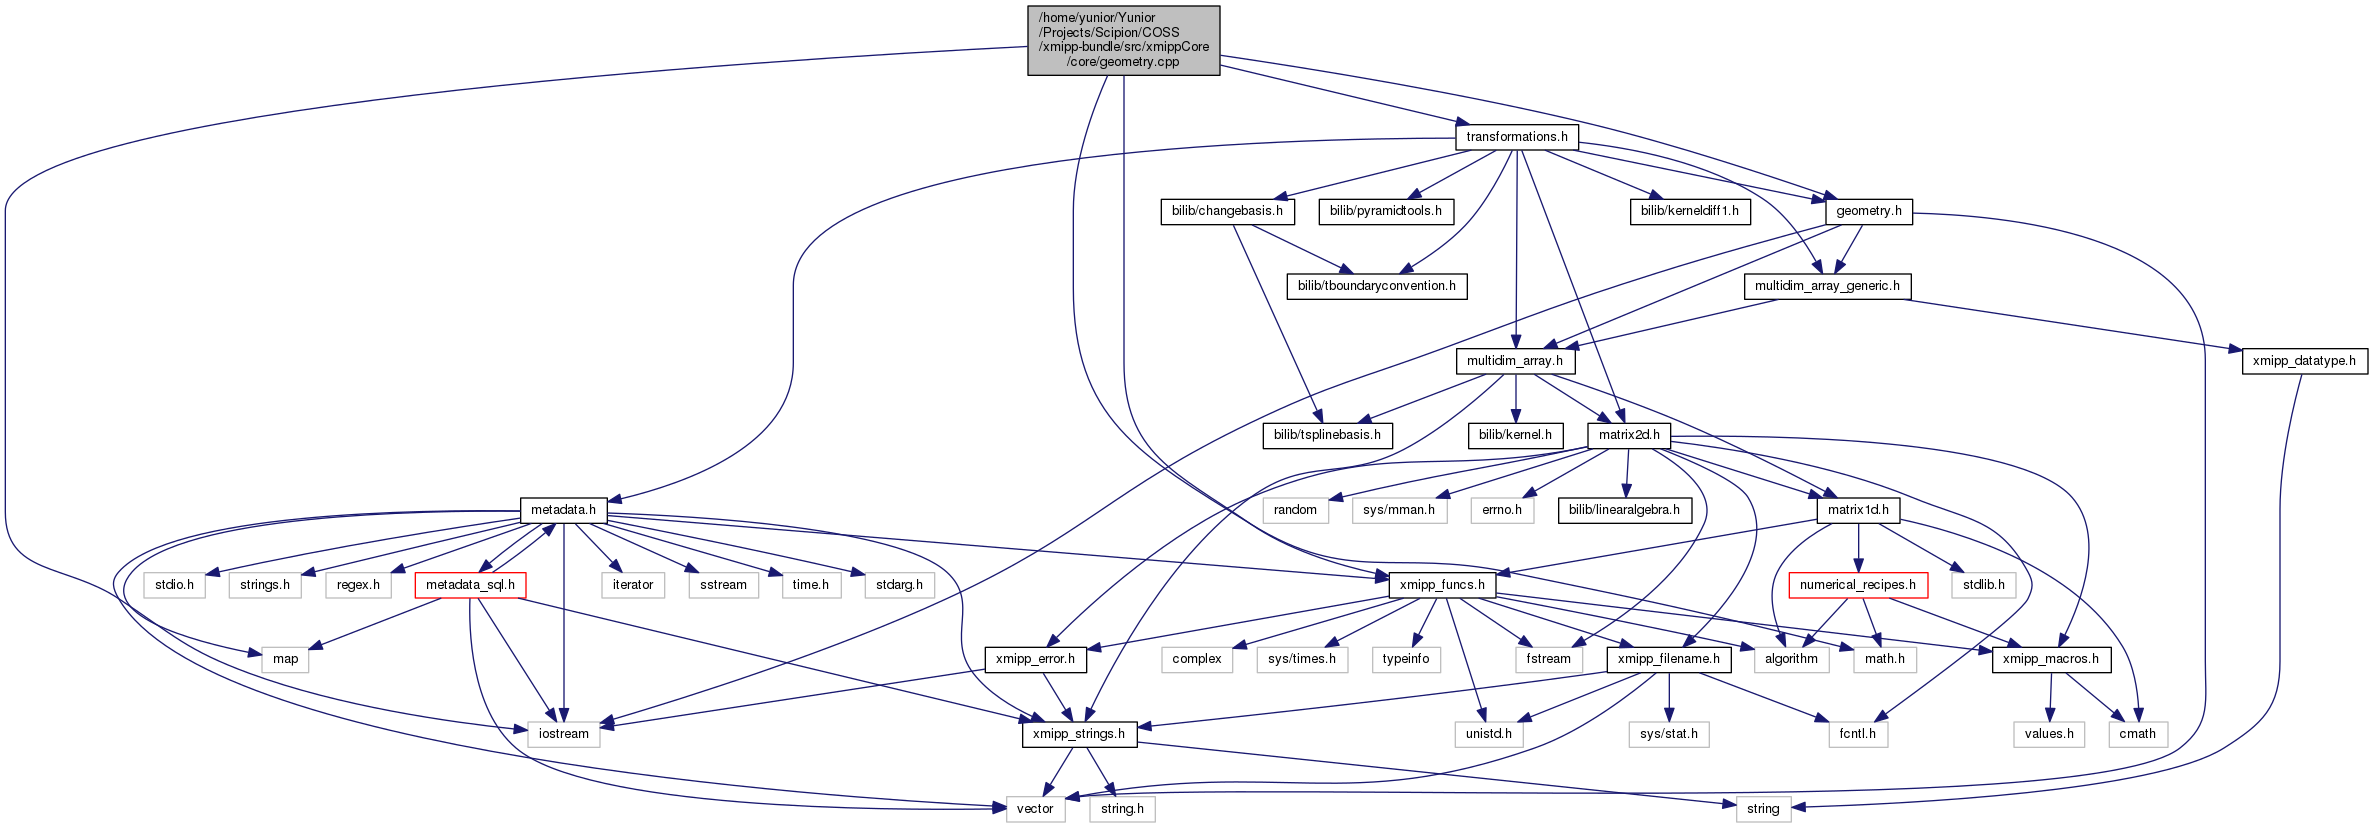 /home/yunior/Yunior
/Projects/Scipion/COSS
/xmipp-bundle/src/xmippCore
/core/geometry.cpp
transformations.h
bilib/changebasis.h
bilib/pyramidtools.h
bilib/kerneldiff1.h
geometry.h
bilib/tboundaryconvention.h
multidim_array_generic.h
multidim_array.h
xmipp_datatype.h
bilib/tsplinebasis.h
bilib/kernel.h
matrix2d.h
metadata.h
random
sys/mman.h
errno.h
bilib/linearalgebra.h
matrix1d.h
stdio.h
strings.h
regex.h
metadata_sql.h
iterator
sstream
time.h
stdarg.h
xmipp_funcs.h
numerical_recipes.h
stdlib.h
map
xmipp_error.h
complex
sys/times.h
typeinfo
fstream
xmipp_filename.h
algorithm
math.h
xmipp_macros.h
iostream
xmipp_strings.h
unistd.h
sys/stat.h
fcntl.h
values.h
cmath
vector
string.h
string